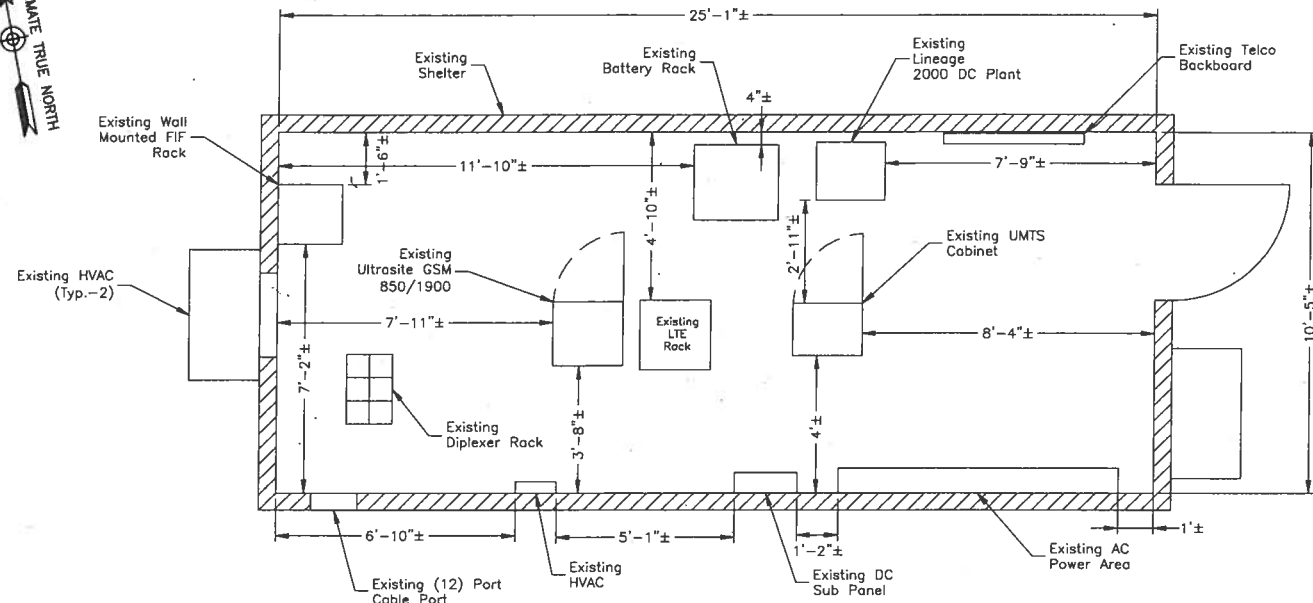 MATE TRUE NORTH
25'-1"±
Existing
Shelter
Existing
Battery Rack
Existing
Lineage
2000 DC Plant
Existing Telco
Backboard
4"±
Existing Wall
Mounted FIF
Rack
1'-6"±
11'-10"±
7'-9"±
4'-10"±
2'-11"±
Existing
Ultrasite GSM
850/1900
Existing UMTS
Cabinet
Existing HVAC
(Typ.-2)
7'-11"±
Existing
LTE
Rack
8'-4"±
10'-5"±
7'-2"±
Existing
Diplexer Rack
3'-8"±
4'±
6'-10"±
5'-1"±
1'-2"±
1'±
Existing (12) Port
Cable Port
Existing
HVAC
Existing DC
Sub Panel
Existing AC
Power Area